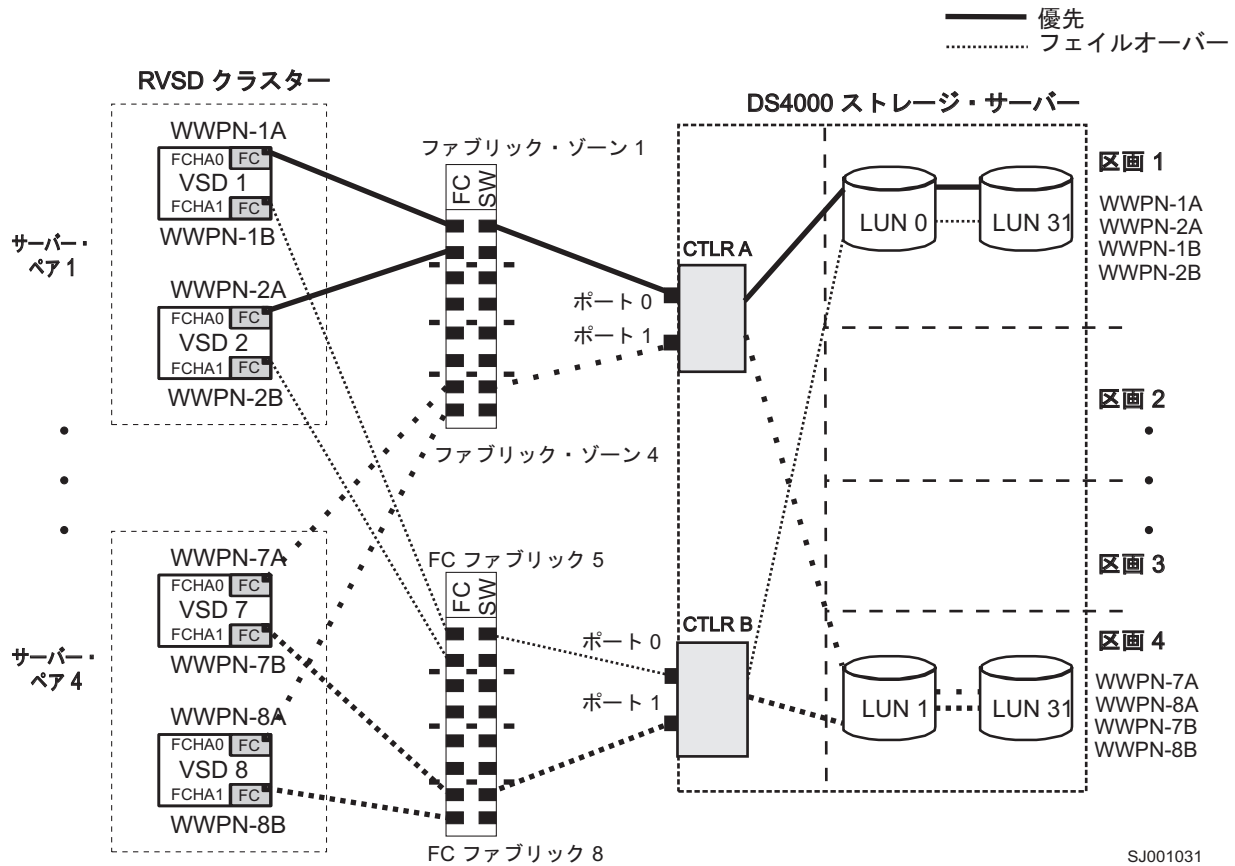 優先
フェイルオーバー
RVSD クラスター
DS4000 ストレージ・サーバー
サーバー・
ペア 1
WWPN-1A
FCHA0 FC
VSD 1
FCHA1 FC
WWPN-1B
WWPN-2A
FCHA0 FC
VSD 2
FCHA1 FC
WWPN-2B
ファブリック・ゾーン 1
FC
SW
ファブリック・ゾーン 4
CTLR A
ポート 0
ポート 1
LUN 0
LUN 31
区画 1
WWPN-1A
WWPN-2A
WWPN-1B
WWPN-2B
区画 2
区画 3
サーバー・
ペア 4
WWPN-7A
FCHA0 FC
VSD 7
FCHA1 FC
WWPN-7B
WWPN-8A
FCHA0 FC
VSD 8
FCHA1 FC
WWPN-8B
FC ファブリック 5
FC
SW
FC ファブリック 8
CTLR B
ポート 0
ポート 1
LUN 1
LUN 31
区画 4
WWPN-7A
WWPN-8A
WWPN-7B
WWPN-8B
SJ001031